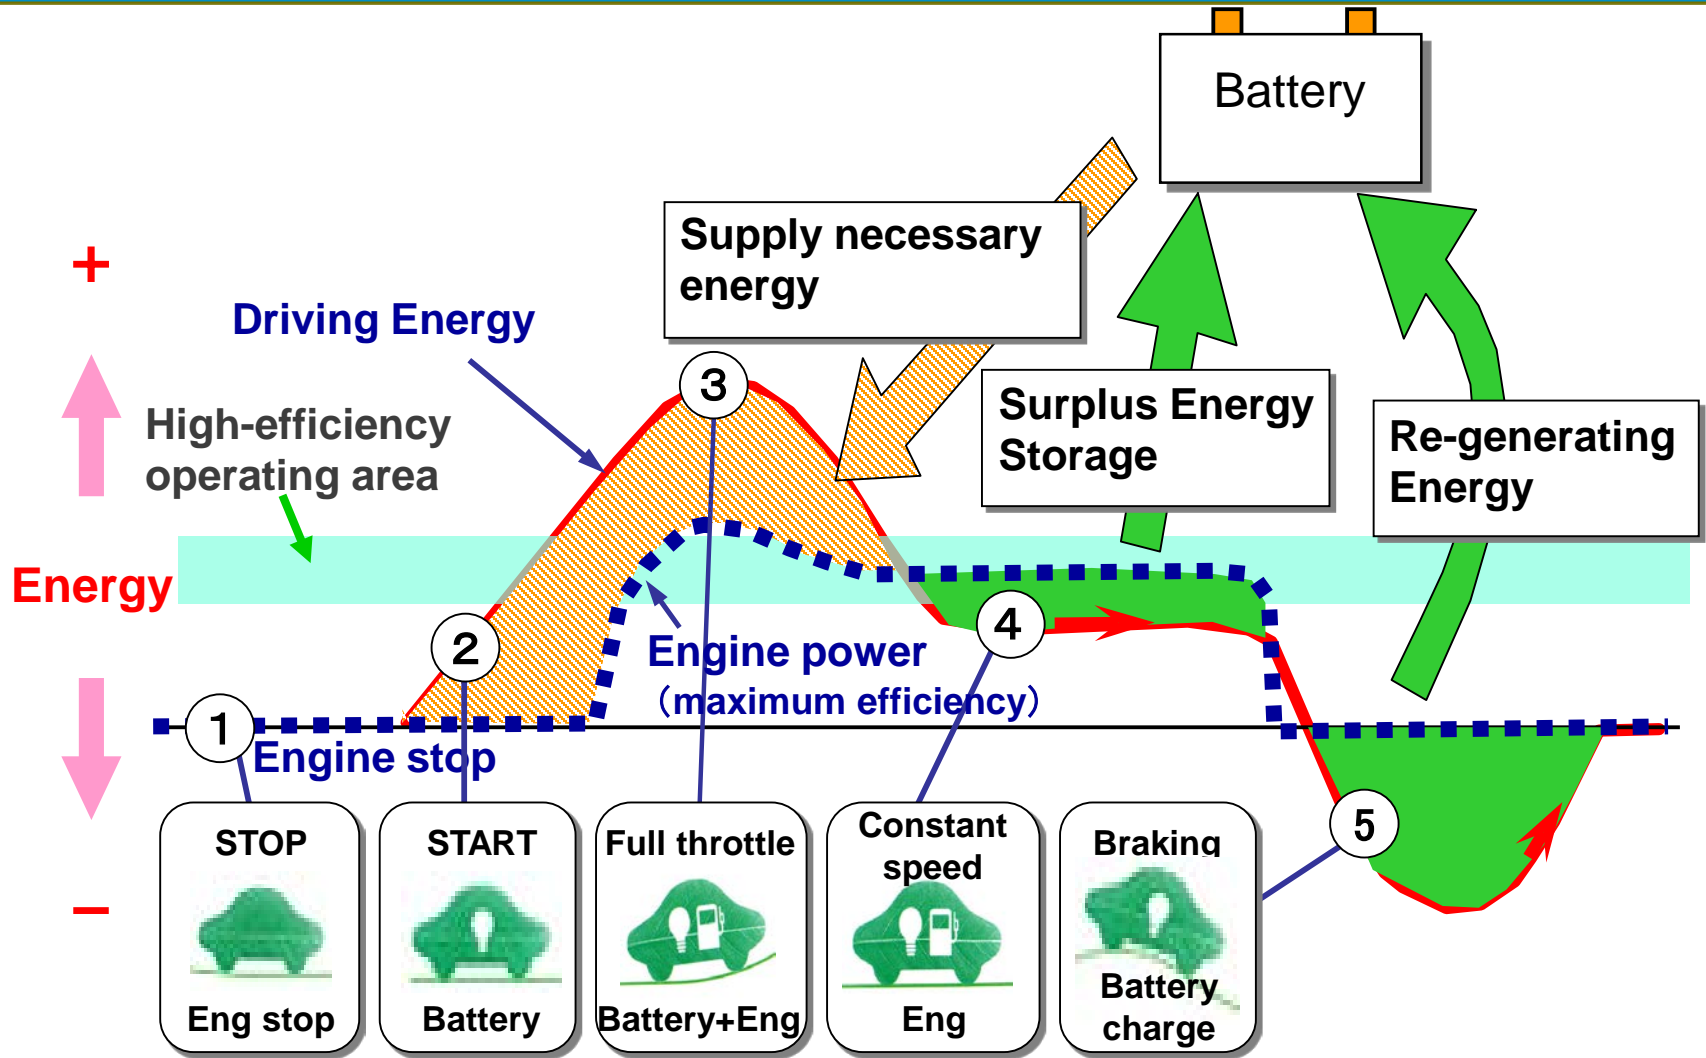 Battery
Supply necessary
energy
+
Driving Energy
3
High-efficiency
operating area
Surplus Energy
Storage
Re-generating
Energy
Energy
2
4
Engine power
（maximum efficiency）
1
Engine stop
5
−
STOP
Eng stop
START
Battery
Full throttle
Battery+Eng
Constant
speed
Eng
Braking
Battery
charge